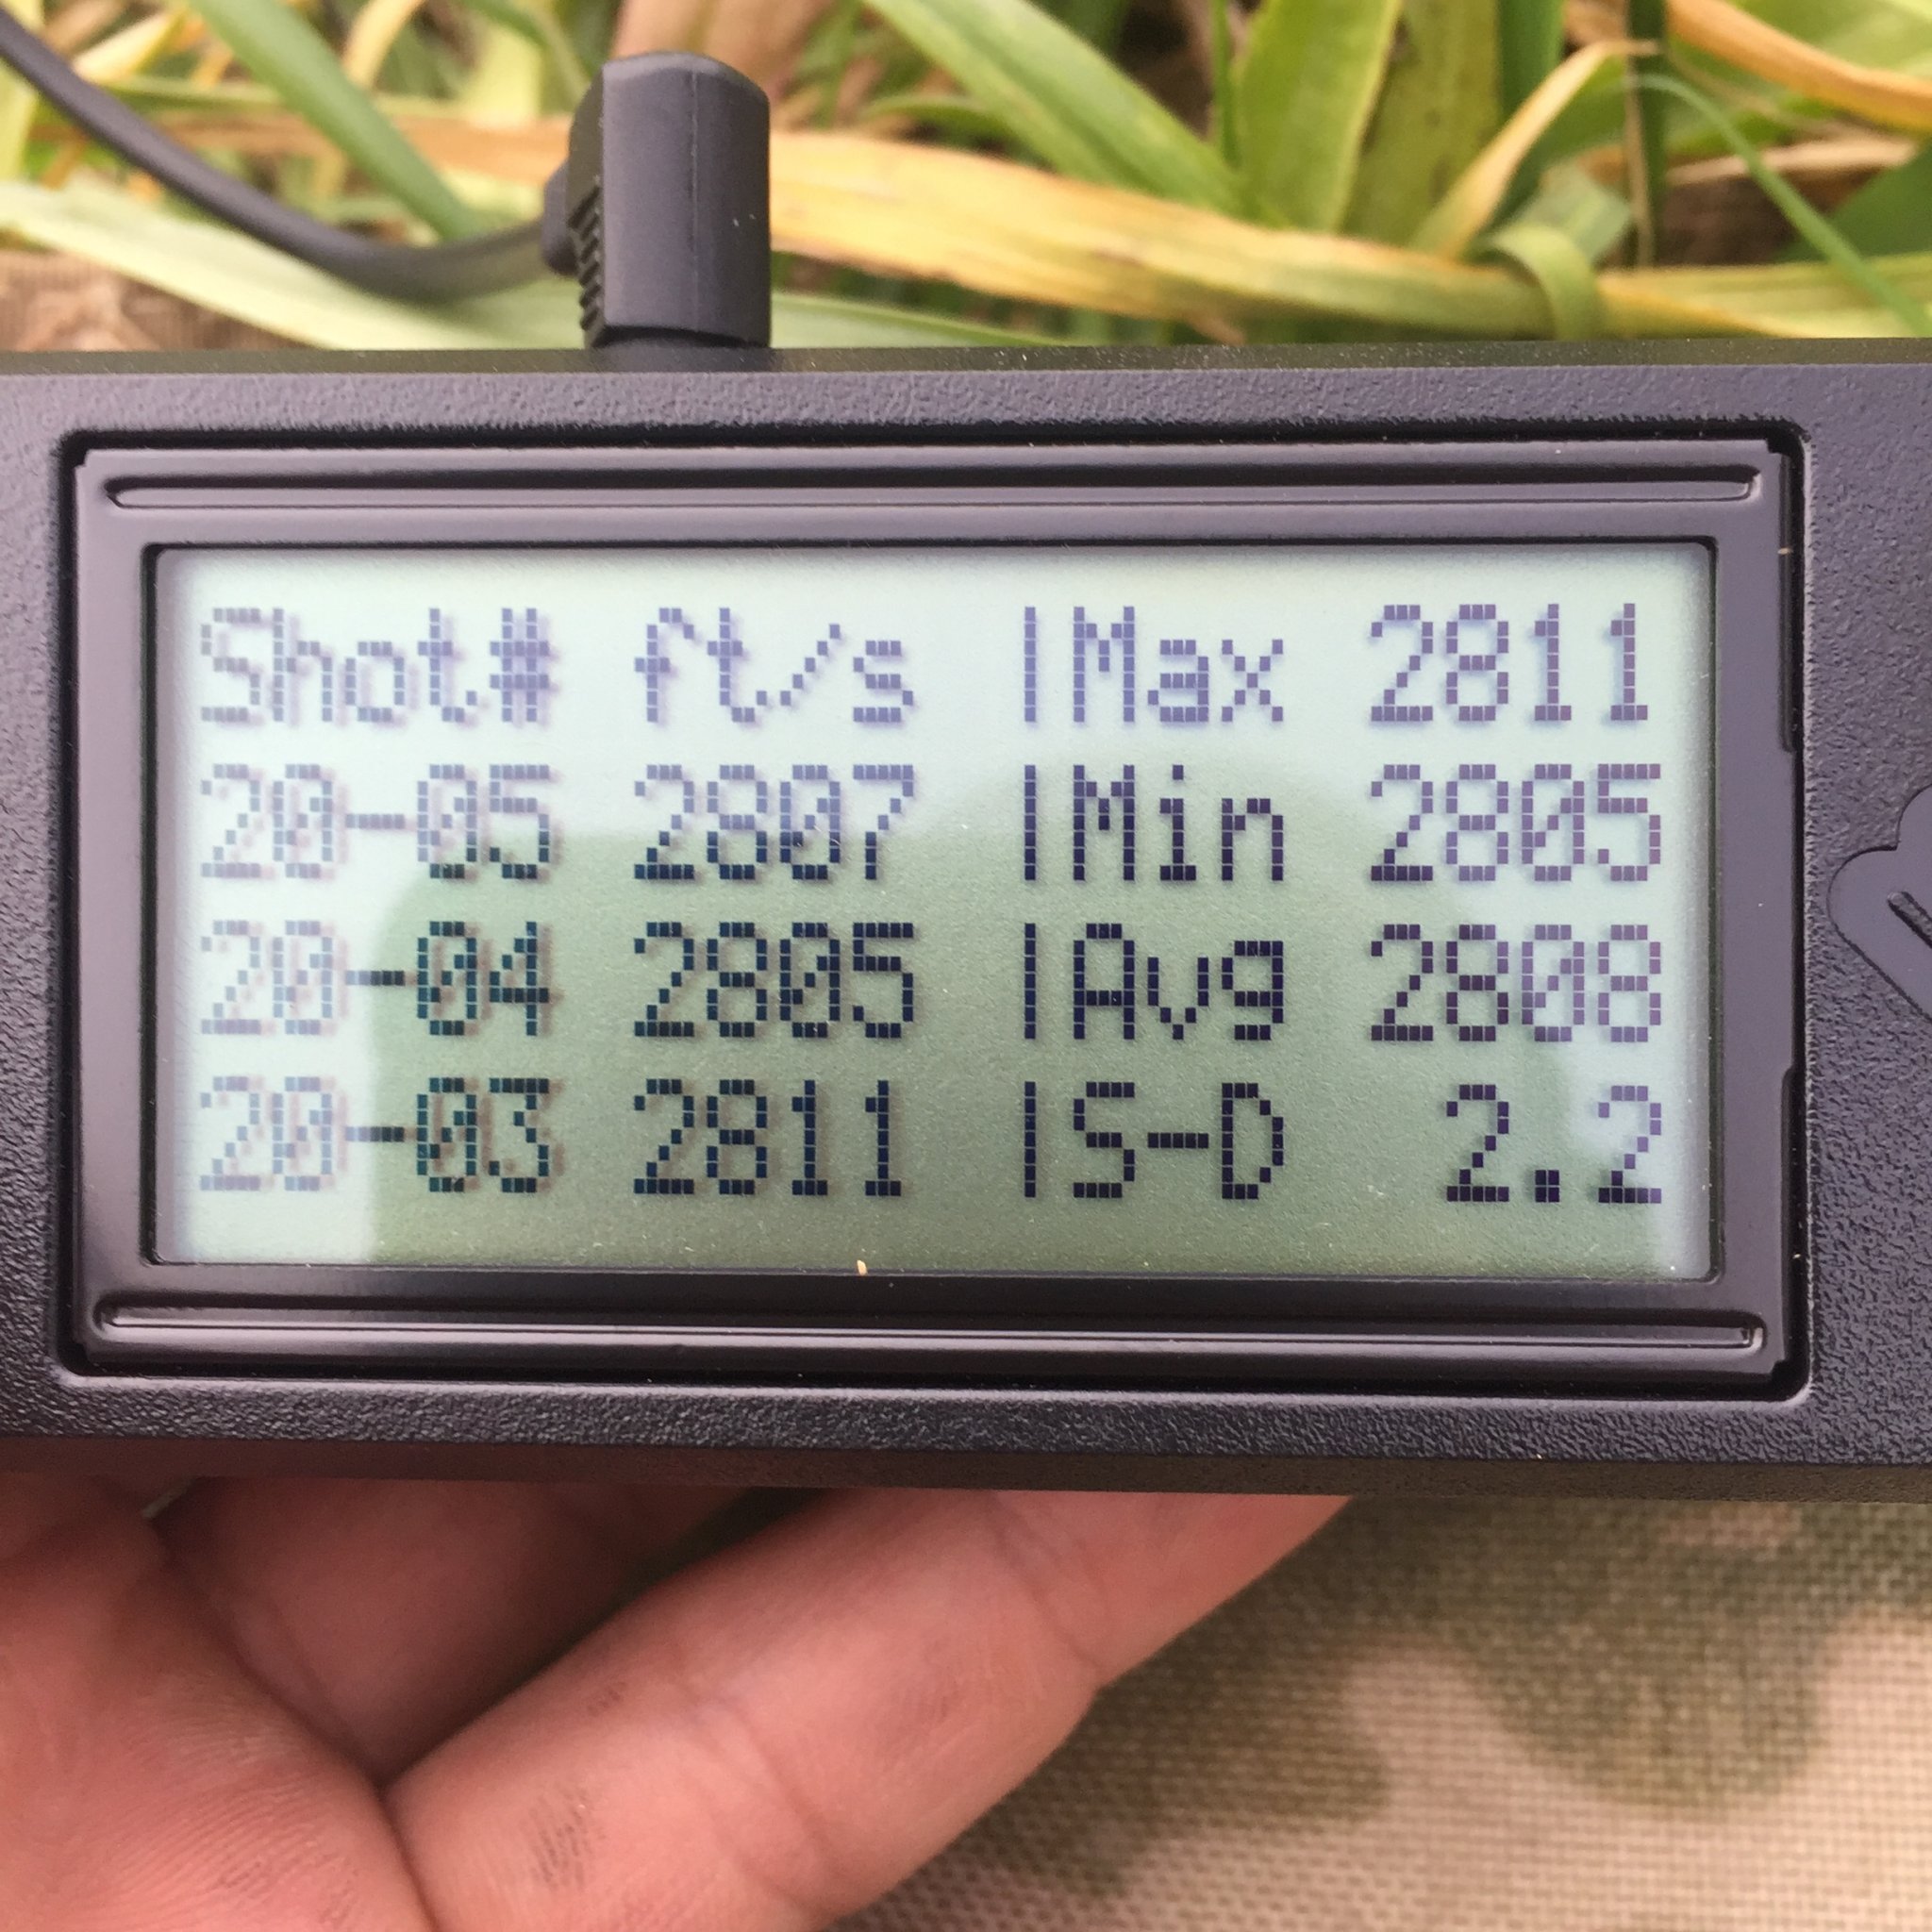 Shot# ft/s |Max 2811
20-05 2807 |Min 2805
20-04 2805 |Avg 2808
20-03 2811 |S-D 2.2